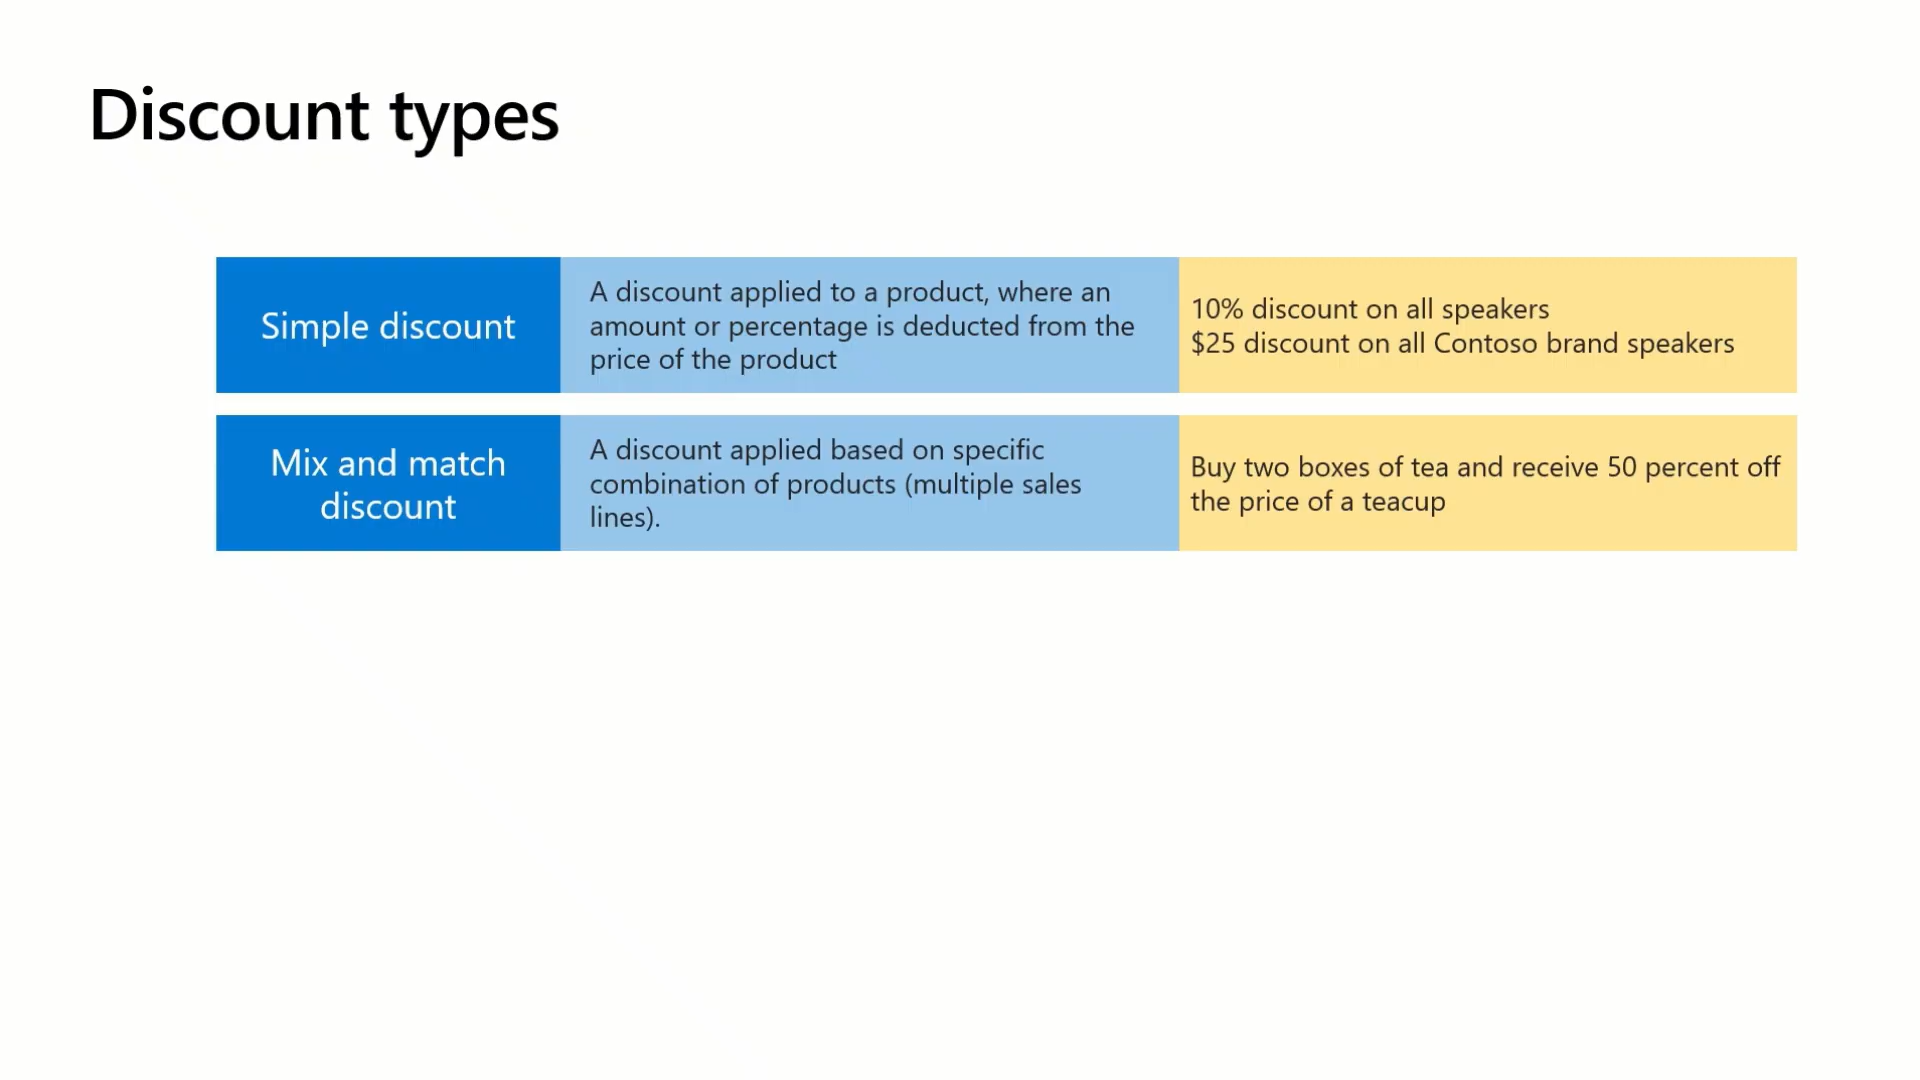 Discount types
Simple discount
A discount applied to a product, where an
amount or percentage is deducted from the
price of the product
10% discount on all speakers
$25 discount on all Contoso brand speakers
Mix and match
discount
A discount applied based on specific
combination of products (multiple sales
lines).
Buy two boxes of tea and receive 50 percent off
the price of a teacup